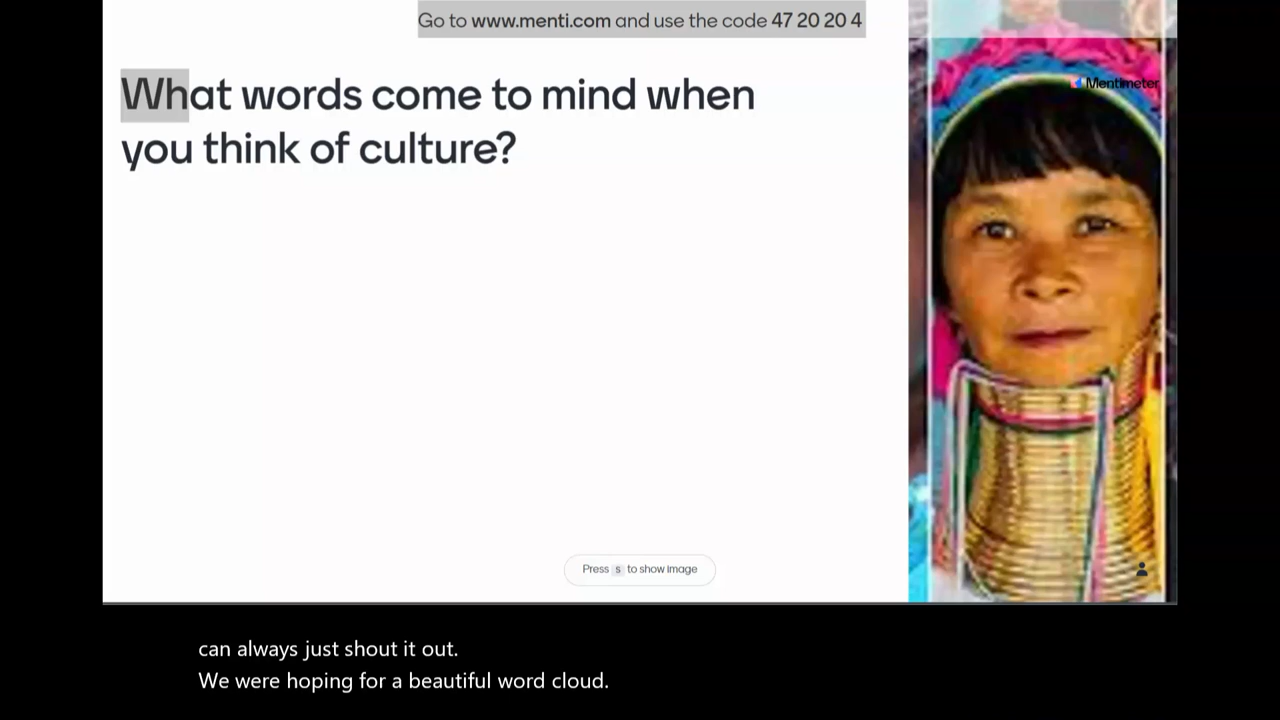 Go to www.menti.com and use the code 47 20 20 4
Mentimeter
What words come to mind when
you think of culture?
Press s to show image
can always just shout it out.
We were hoping for a beautiful word cloud.